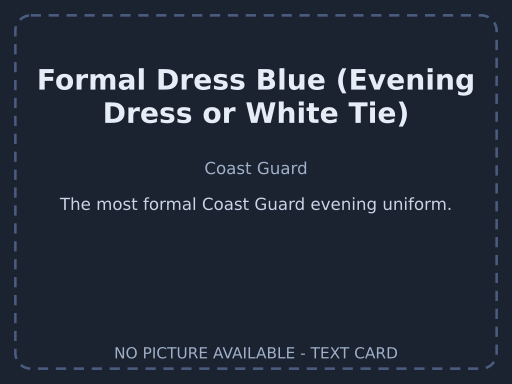 Formal Dress Blue (Evening
Dress or White Tie)
Coast Guard
The most formal Coast Guard evening uniform.
NO PICTURE AVAILABLE - TEXT CARD